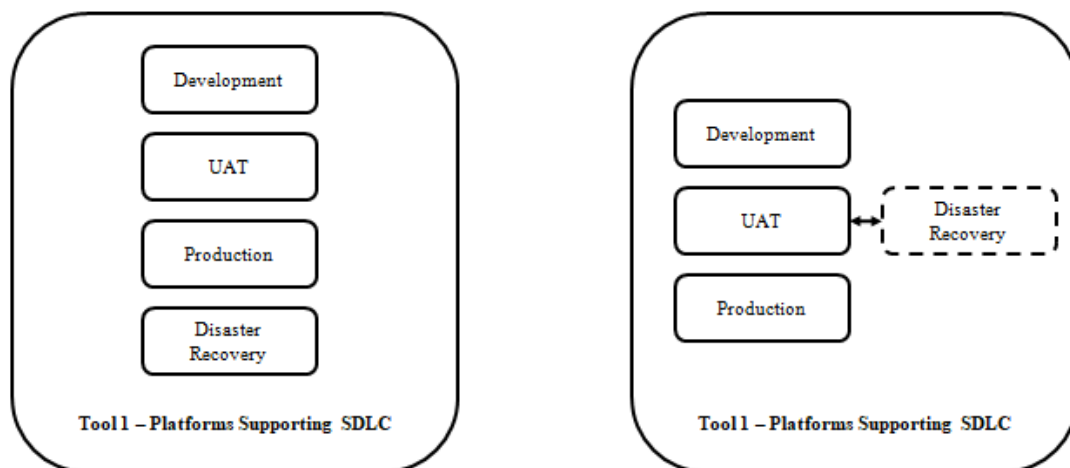 Development
UAT
Production
Disaster
Recovery
Tool 1 – Platforms Supporting SDLC
Development
UAT
Disaster
Recovery
Production
Tool 1 – Platforms Supporting SDLC